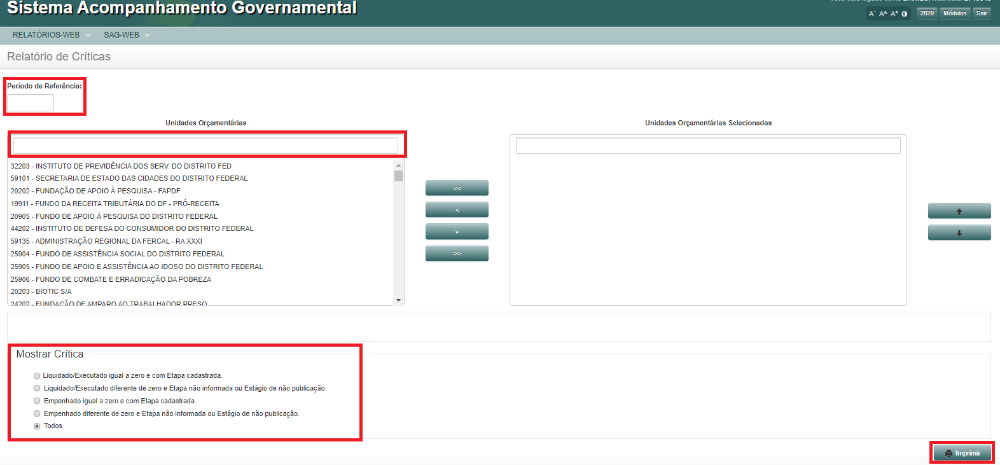 Sistema Acompanhamento Governamental
A- AA A+
2020 Módulos Sair
RELATÓRIOS-WEB SAG-WEB
Relatório de Críticas
Período de Referência:
Unidades Orçamentárias
Unidades Orçamentárias Selecionadas
32203 - INSTITUTO DE PREVIDÊNCIA DOS SERV. DO DISTRITO FED
59101 - SECRETARIA DE ESTADO DAS CIDADES DO DISTRITO FEDERAL
20202 - FUNDAÇÃO DE APOIO À PESQUISA - FAPDF
19911 - FUNDO DA RECEITA TRIBUTÁRIA DO DF - PRÓ-RECEITA
20905 - FUNDO DE APOIO À PESQUISA DO DISTRITO FEDERAL
44202 - INSTITUTO DE DEFESA DO CONSUMIDOR DO DISTRITO FEDERAL
59135 - ADMINISTRAÇÃO REGIONAL DA FERCAL - RA XXXI
25904 - FUNDO DE ASSISTÊNCIA SOCIAL DO DISTRITO FEDERAL
25905 - FUNDO DE APOIO E ASSISTÊNCIA AO IDOSO DO DISTRITO FEDERAL
25906 - FUNDO DE COMBATE E ERRADICAÇÃO DA POBREZA
20203 - BIOTIC S/A
24202 - FUNDAÇÃO DE AMPARO AO TRABALHADOR PRESO
<<
<
>
>>
Mostrar Crítica
Liquidado/Executado igual a zero e com Etapa cadastrada.
Liquidado/Executado diferente de zero e Etapa não informada ou Estágio de não publicação.
Empenhado igual a zero e com Etapa cadastrada.
Empenhado diferente de zero e Etapa não informada ou Estágio de não publicação.
Todos.
Imprimir